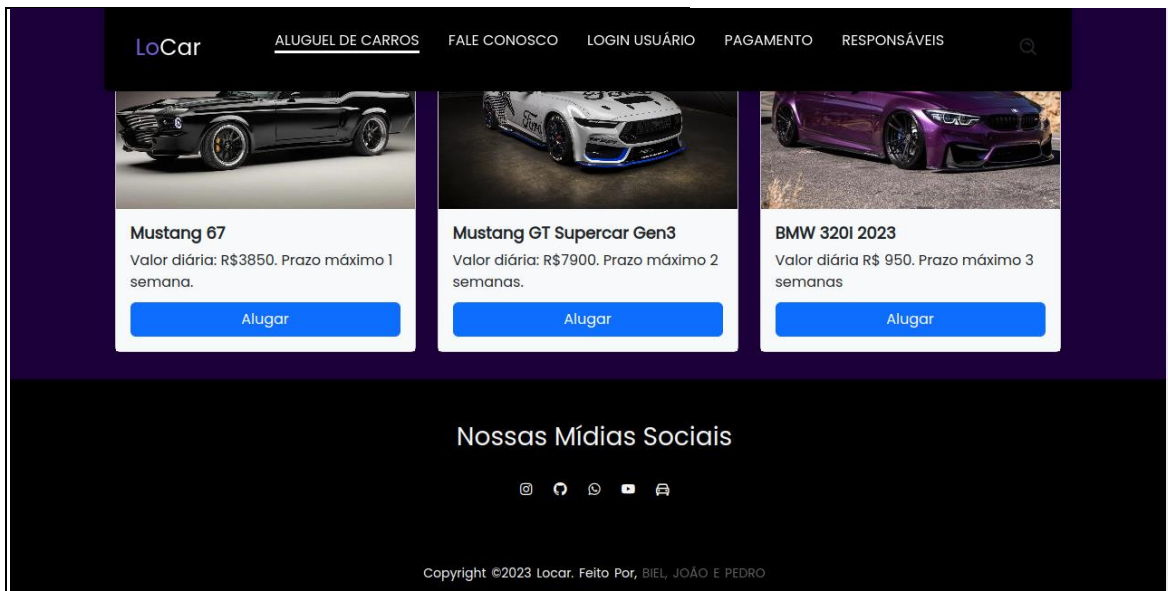 LoCar
ALUGUEL DE CARROS
FALE CONOSCO
LOGIN USUÁRIO
PAGAMENTO
RESPONSÁVEIS
Mustang 67
Valor diária: R$3850. Prazo máximo 1
semana.
Alugar
Mustang GT Supercar Gen3
Valor diária: R$7900. Prazo máximo 2
semanas.
Alugar
BMW 320I 2023
Valor diária R$ 950. Prazo máximo 3
semanas
Alugar
Nossas Mídias Sociais
Copyright ©2023 Locar. Feito Por, BIEL, JOÃO E PEDRO